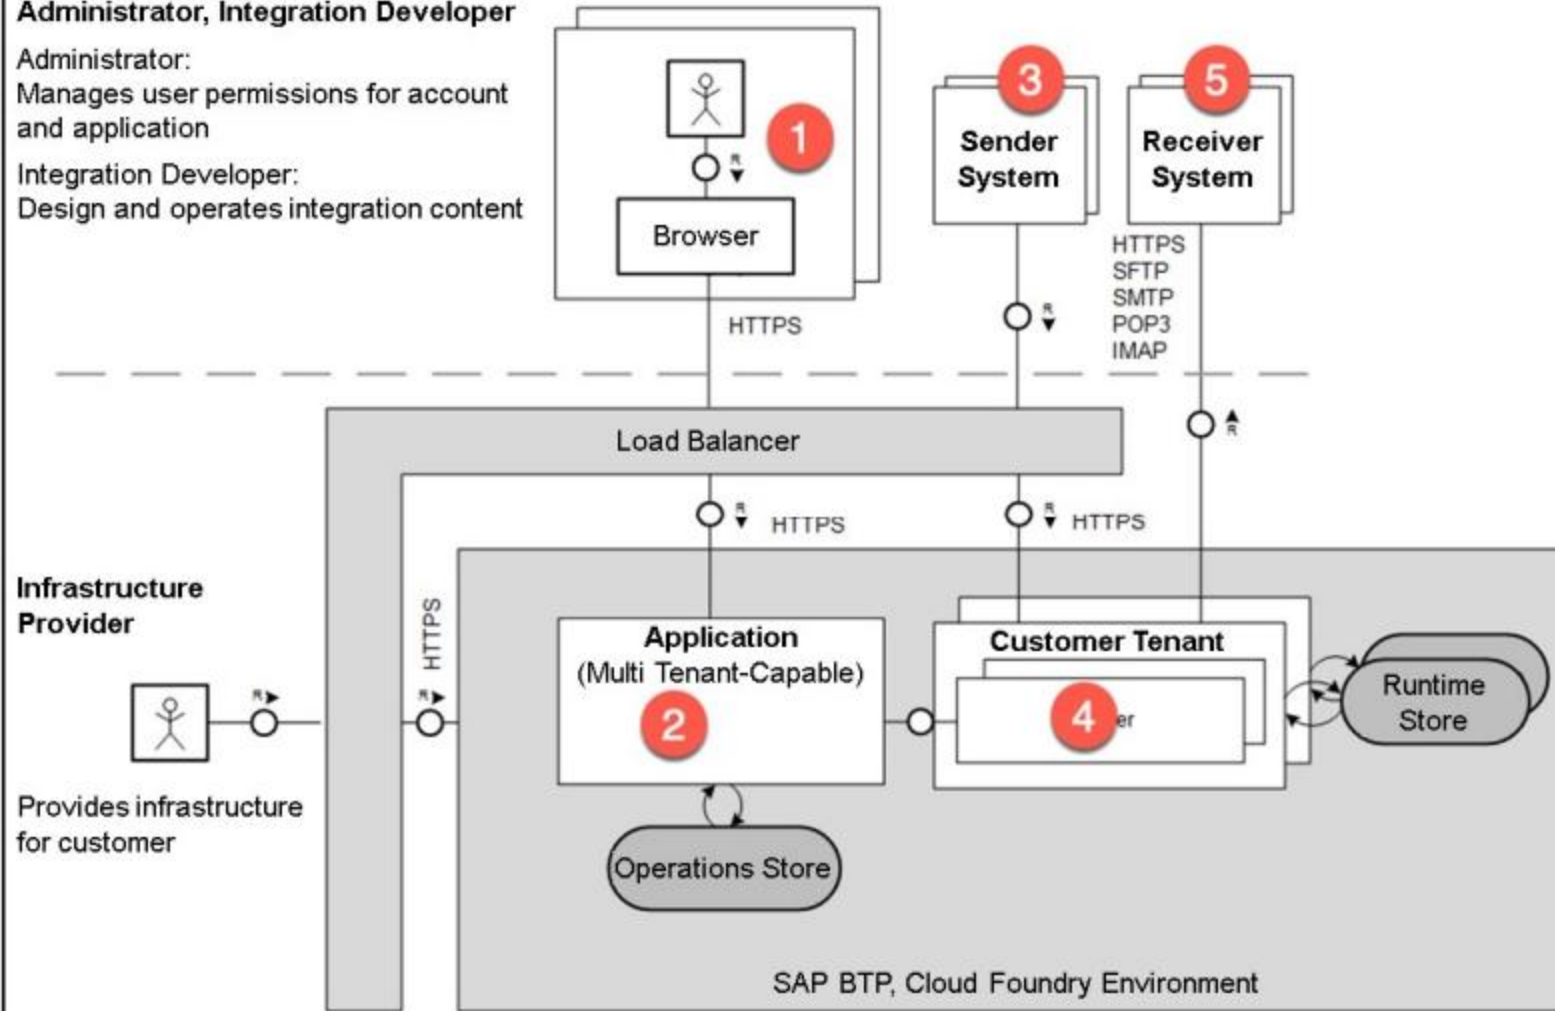 Administrator, Integration Developer
Administrator:
Manages user permissions for account
and application
Integration Developer:
Design and operates integration content
1
R
Browser
HTTPS
3
Sender
System
R
5
Receiver
System
HTTPS
SFTP
SMTP
POP3
IMAP
R
Load Balancer
R
HTTPS
R
HTTPS
Infrastructure
Provider
R
Provides infrastructure
for customer
HTTPS
R
Application
(Multi Tenant-Capable)
2
Customer Tenant
4
er
Runtime
Store
Operations Store
SAP BTP, Cloud Foundry Environment